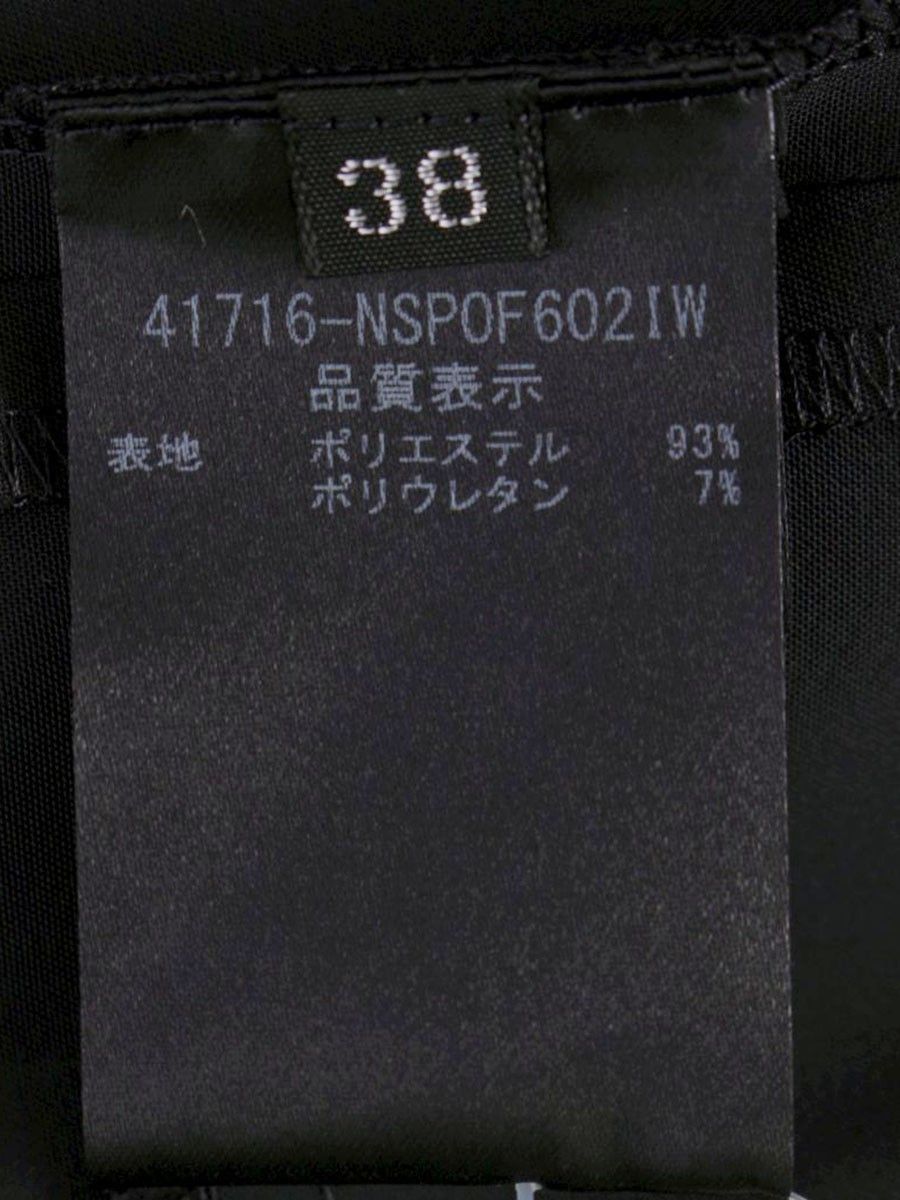 38
41716-NSPOF602IW
品質表示
表地 ポリエステル 93%
ポリウレタン 7%